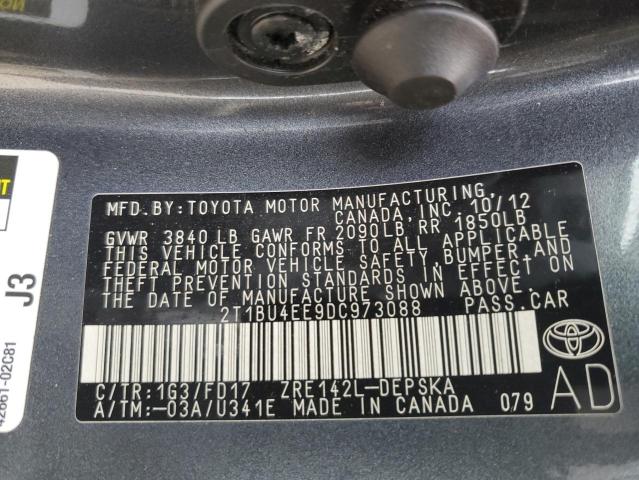 MFD.BY:TOYOTA MOTOR MANUFACTURING
CANADA, INC. 10/12
GVWR 3840 LB GAWR FR 2090LB, RR 1850LB
THIS VEHICLE CONFORMS TO ALL APPLICABLE
FEDERAL MOTOR VEHICLE SAFETY, BUMPER, AND
THEFT PREVENTION STANDARDS IN EFFECT ON
THE DATE OF MANUFACTURE SHOWN ABOVE.
2T1BU4EE9DC973088 PASS.CAR
C/TR:1G3/FD17 ZRE142L-DEPSKA
A/TM:-03A/U341E MADE IN CANADA 079
AD
J3
42661-02C81